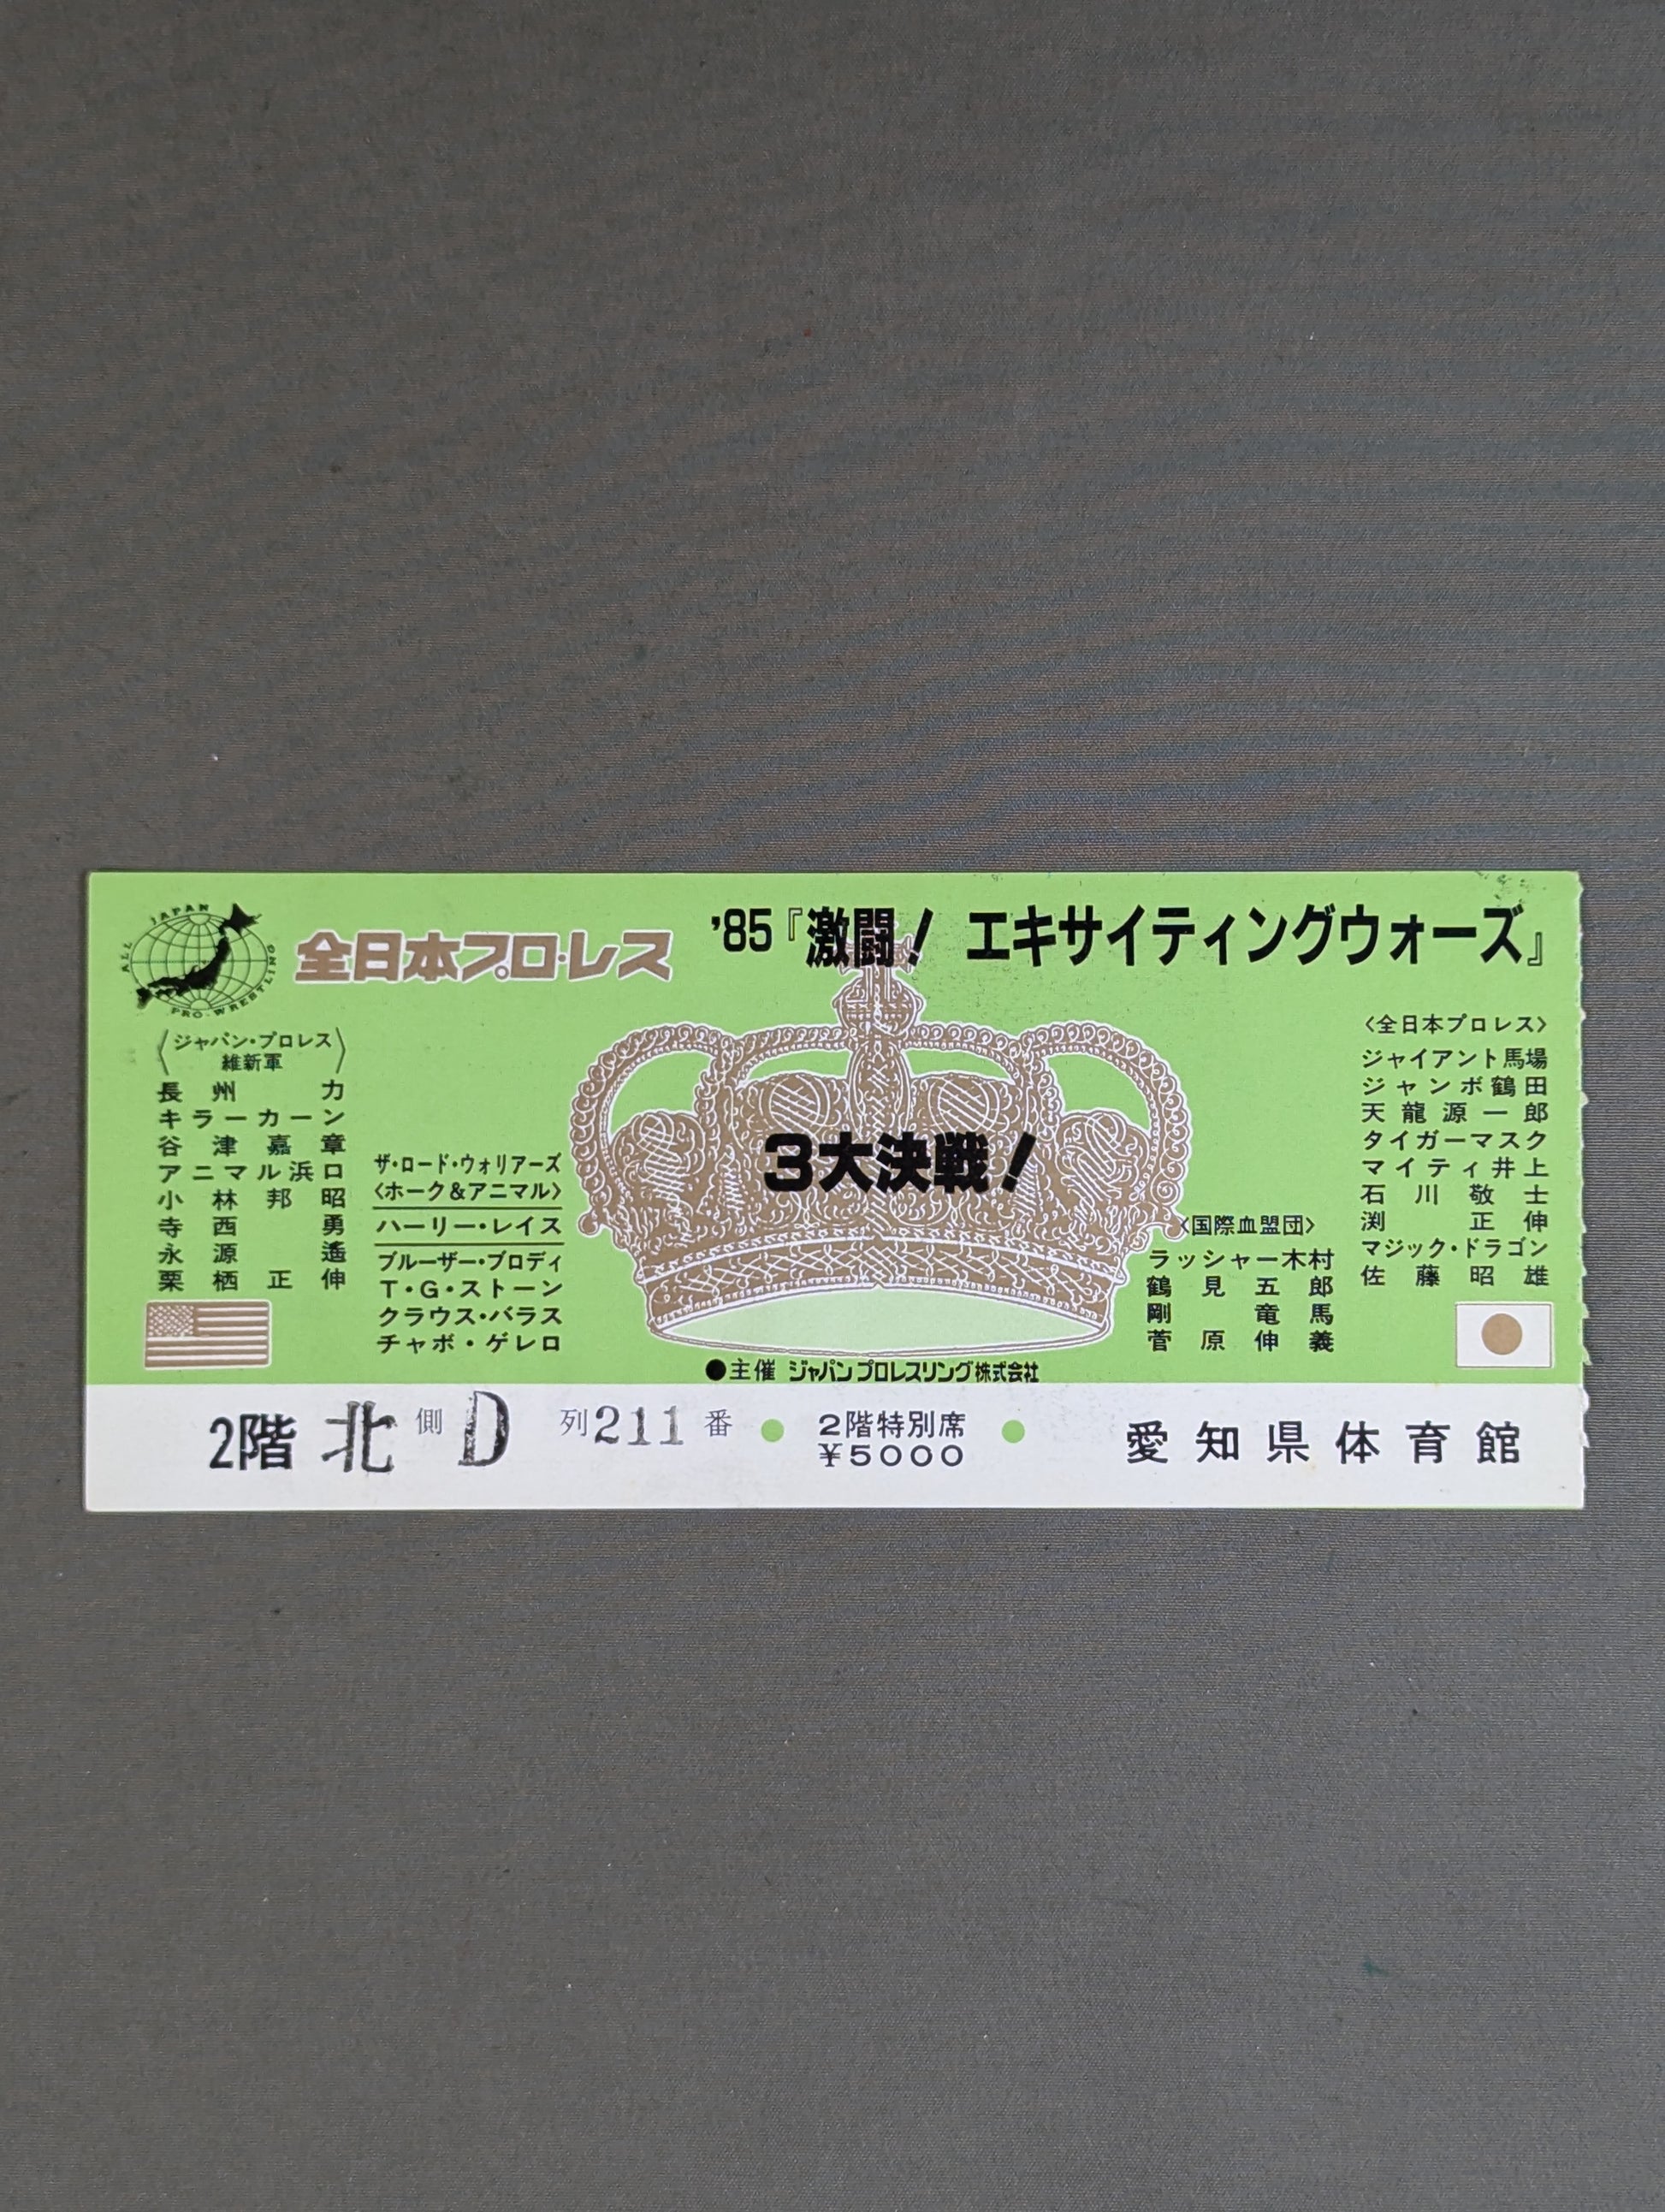 ALL JAPAN PRO-WRESTLING
全日本プロ・レス
'85『激闘! エキサイティングウォーズ』
〈ジャパン・プロレス
維新軍〉
長州力
キラーカーン
谷津嘉章
アニマル浜口
小林邦昭
寺西勇
永源遙
栗栖正伸
ザ・ロード・ウォリアーズ
〈ホーク&アニマル〉
ハーリー・レイス
ブルーザー・ブロディ
T・G・ストーン
クラウス・バラス
チャボ・ゲレロ
3大決戦!
〈国際血盟団〉
ラッシャー木村
鶴見五郎
剛竜馬
菅原伸義
〈全日本プロレス〉
ジャイアント馬場
ジャンボ鶴田
天龍源一郎
タイガーマスク
マイティ井上
石川敬士
渕正伸
マジック・ドラゴン
佐藤昭雄
●主催 ジャパンプロレスリング株式会社
2階 北 側 D 列 211 番 ● 2階特別席 ● 愛知県体育館
¥5000